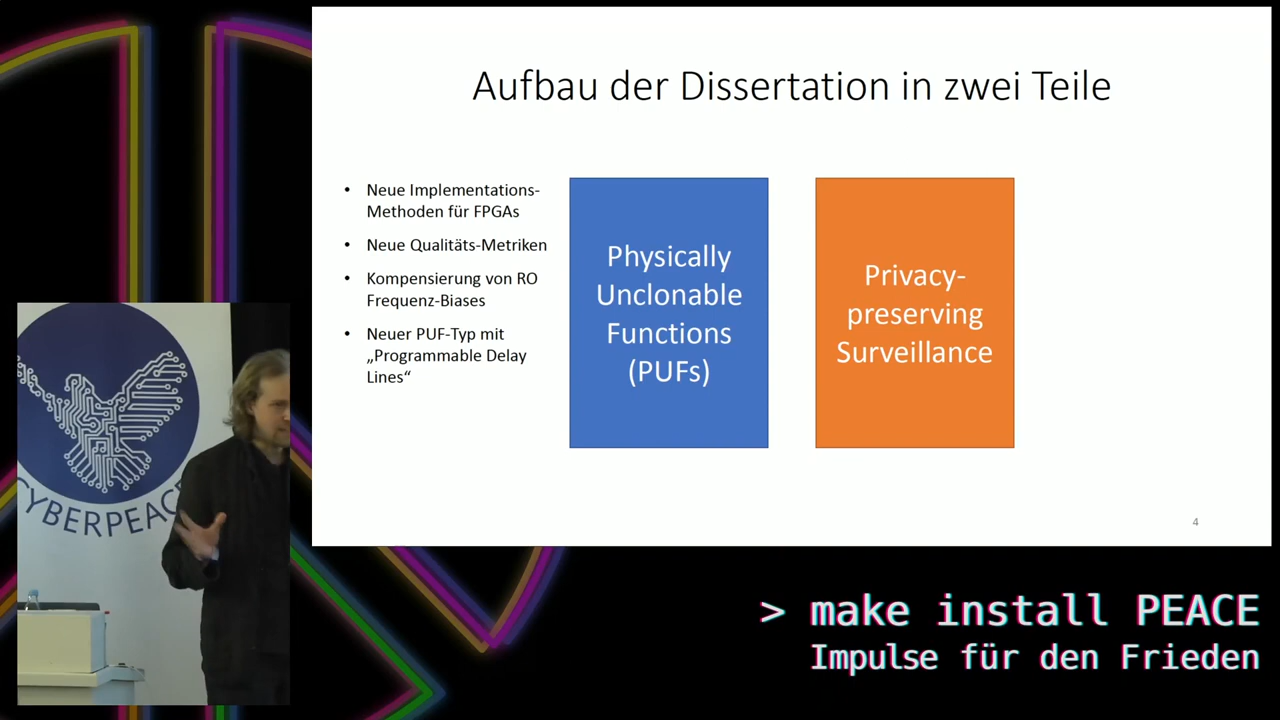 Aufbau der Dissertation in zwei Teile
• Neue Implementations-
Methoden für FPGAs
• Neue Qualitäts-Metriken
• Kompensierung von RO
Frequenz-Biases
• Neuer PUF-Typ mit
„Programmable Delay
Lines“
Physically
Unclonable
Functions
(PUFs)
Privacy-
preserving
Surveillance
4
CYBERPEAC
> make install PEACE
Impulse für den Frieden